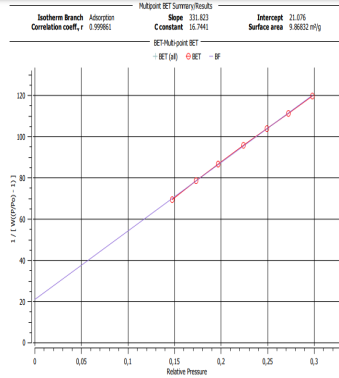 Multipoint BET Summary/Results
Isotherm Branch Adsorption Slope 331.823 Intercept 21.076
Correlation coeff., r 0.999861 C constant 16.7441 Surface area 9.86832 m²/g
BET-Multi-point BET
BET (all) BET BF
120
100
80
60
40
20
0
1 / [ W((P/Po) - 1) ]
0 0,05 0,1 0,15 0,2 0,25 0,3
Relative Pressure